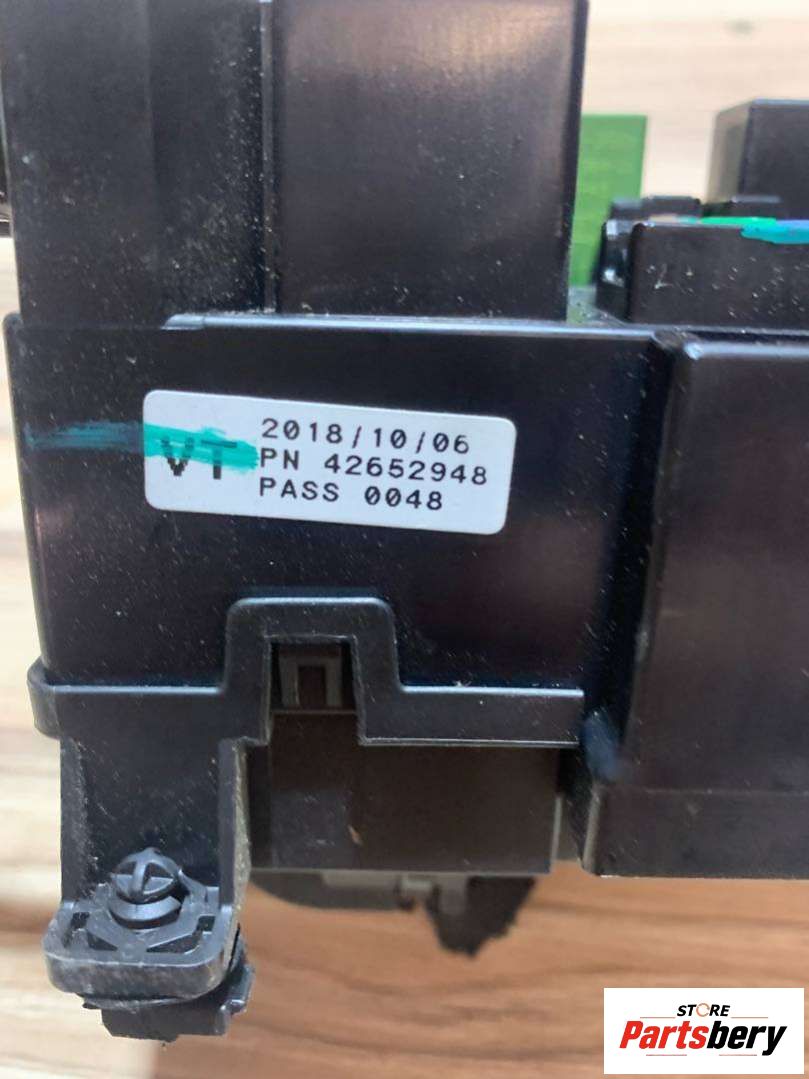 2018/10/06
VT PN 42652948
PASS 0048
STORE
Partsbery